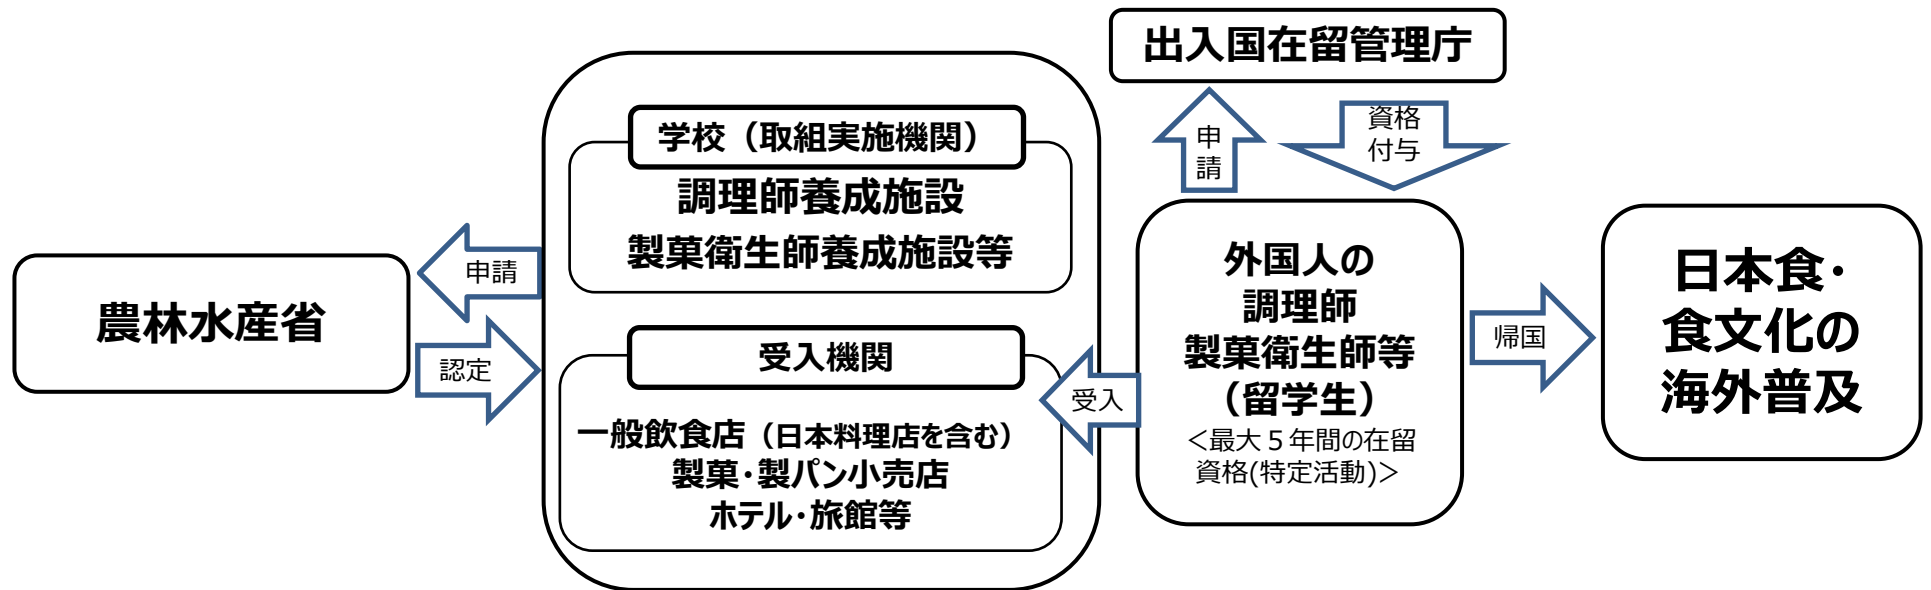 出入国在留管理庁
申
請
資格
付与
学校（取組実施機関）
調理師養成施設
製菓衛生師養成施設等
農林水産省
申請
認定
受入機関
一般飲食店（日本料理店を含む）
製菓・製パン小売店
ホテル・旅館等
受入
外国人の
調理師
製菓衛生師等
（留学生）
＜最大５年間の在留
資格(特定活動)＞
帰国
日本食・
食文化の
海外普及